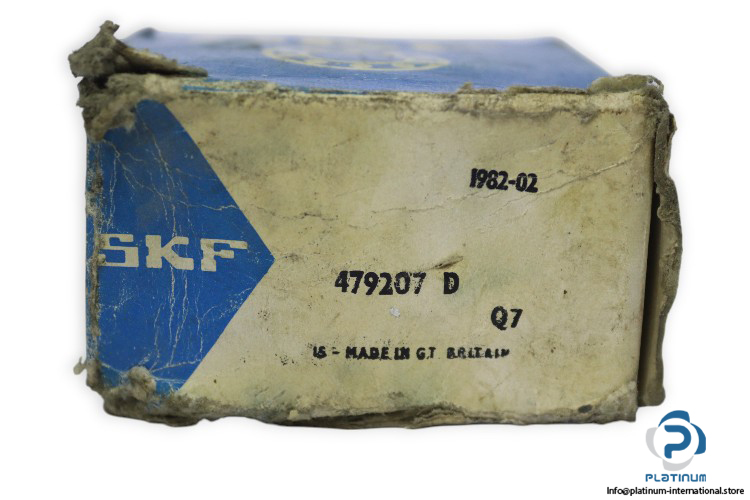 1982-02
SKF
479207 D
Q7
IS - MADE IN G.T. BRITAIN
PLATINUM
Info@platinum-international.store